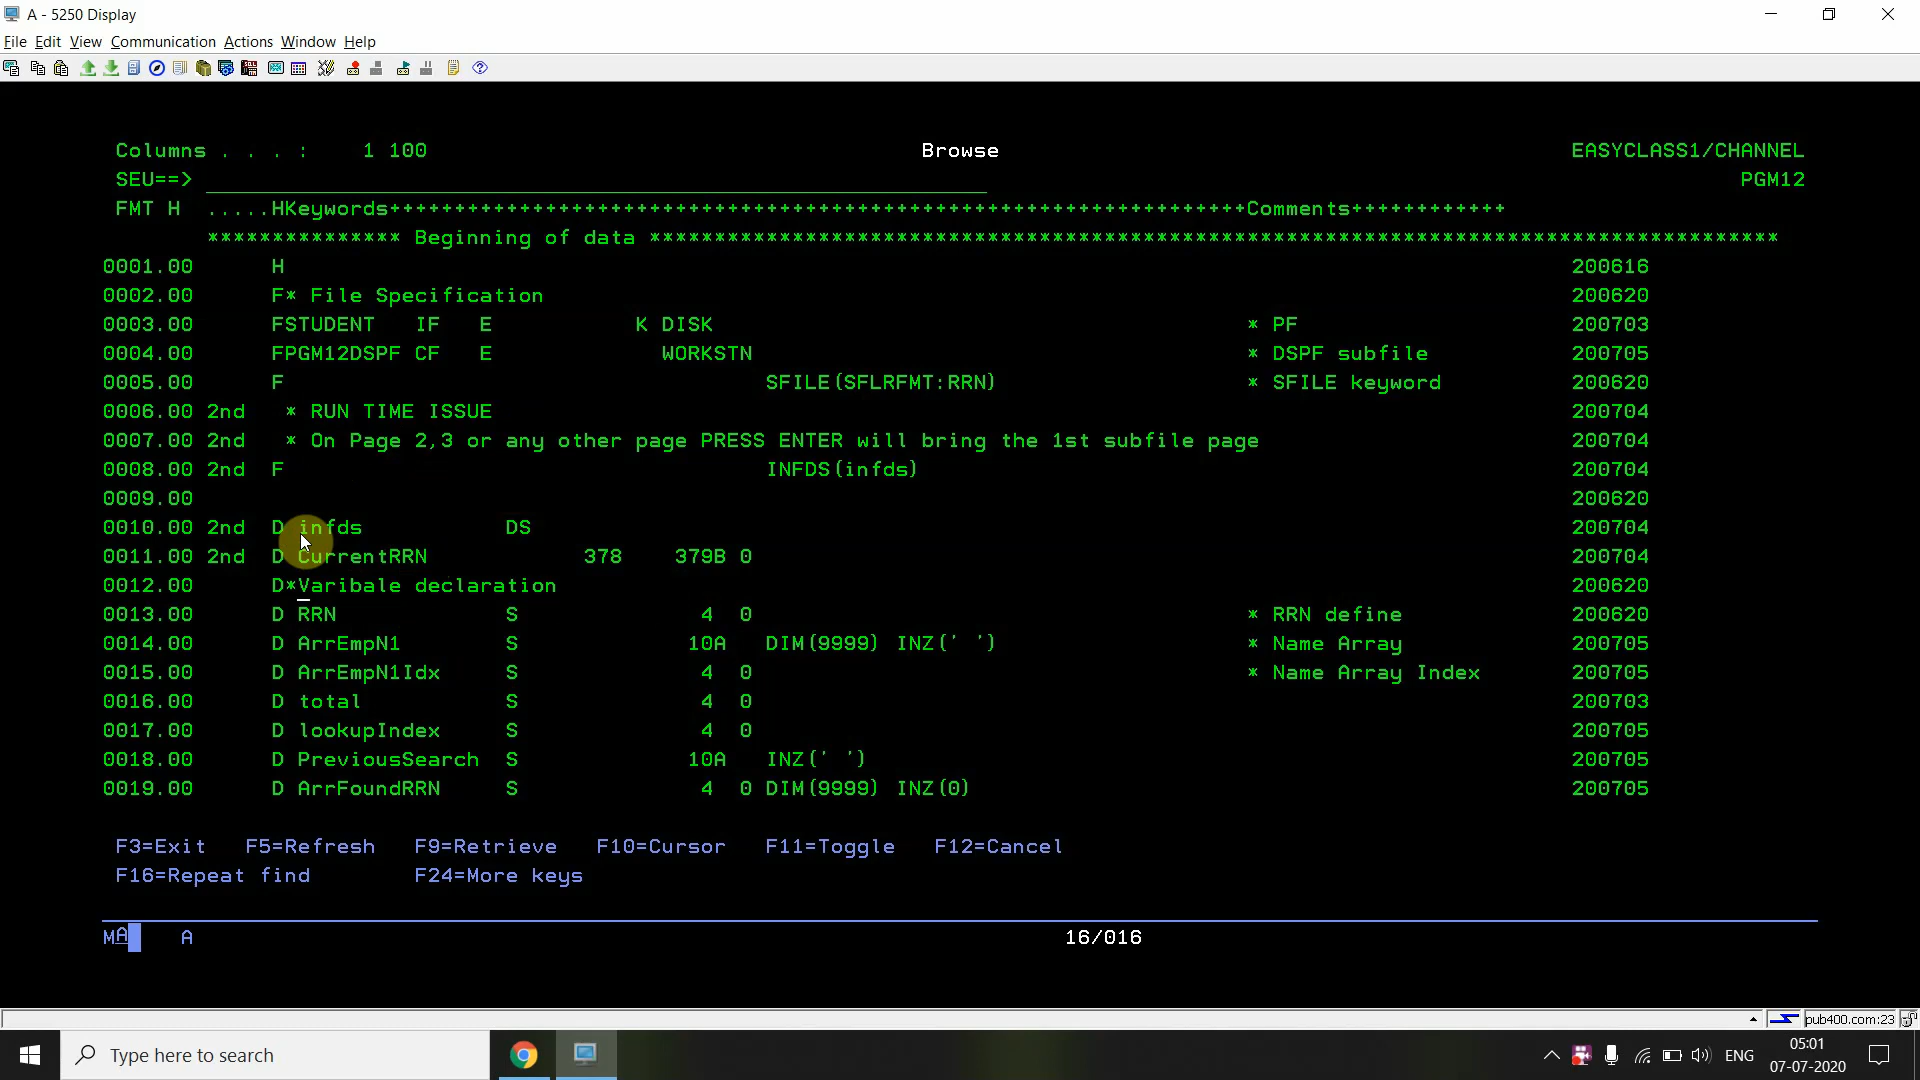 A - 5250 Display
File Edit View Communication Actions Window Help
Columns . . . :    1 100    Browse    EASYCLASS1/CHANNEL
SEU==>    PGM12
FMT H  .....HKeywords++++++++++++++++++++++++++++++++++++++++++++++++++++++++++++++++++Comments++++++++++++
*************** Beginning of data ***************************************************************************************
0001.00      H    200616
0002.00      F* File Specification    200620
0003.00      FSTUDENT   IF   E           K DISK    * PF    200703
0004.00      FPGM12DSPF CF   E             WORKSTN    * DSPF subfile    200705
0005.00      F    SFILE(SFLRFMT:RRN)    * SFILE keyword    200620
0006.00 2nd   * RUN TIME ISSUE    200704
0007.00 2nd   * On Page 2,3 or any other page PRESS ENTER will bring the 1st subfile page    200704
0008.00 2nd  F    INFDS(infds)    200704
0009.00    200620
0010.00 2nd  D infds           DS    200704
0011.00 2nd  D CurrentRRN            378    379B 0    200704
0012.00      D*Varibale declaration    200620
0013.00      D RRN             S              4  0    * RRN define    200620
0014.00      D ArrEmpN1        S             10A   DIM(9999) INZ(' ')    * Name Array    200705
0015.00      D ArrEmpN1Idx     S              4  0    * Name Array Index    200705
0016.00      D total           S              4  0    200703
0017.00      D lookupIndex     S              4  0    200705
0018.00      D PreviousSearch  S             10A   INZ(' ')    200705
0019.00      D ArrFoundRRN     S              4  0 DIM(9999) INZ(0)    200705
F3=Exit   F5=Refresh   F9=Retrieve   F10=Cursor   F11=Toggle   F12=Cancel
F16=Repeat find        F24=More keys
MA    A    16/016
pub400.com:23
Type here to search    ENG    05:01
07-07-2020